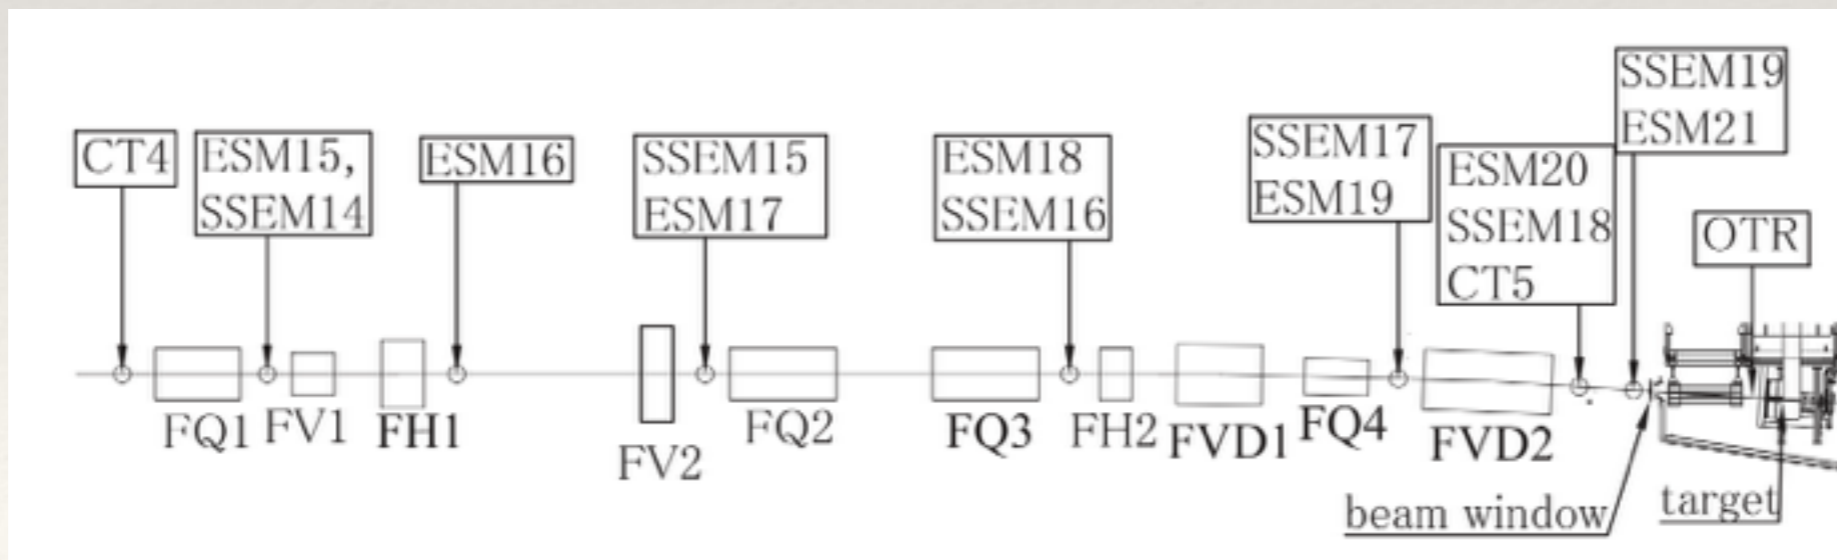 CT4
ESM15,
SSEM14
ESM16
SSEM15
ESM17
ESM18
SSEM16
SSEM17
ESM19
ESM20
SSEM18
CT5
SSEM19
ESM21
OTR
FQ1
FV1
FH1
FV2
FQ2
FQ3
FH2
FVD1
FQ4
FVD2
beam window
target